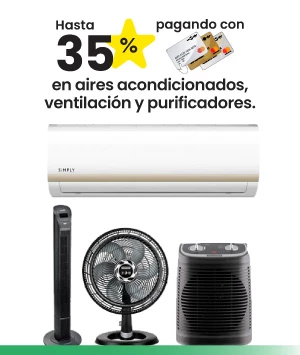 Hasta
35%
pagando con
en aires acondicionados,
ventilación y purificadores.
SIMPLY